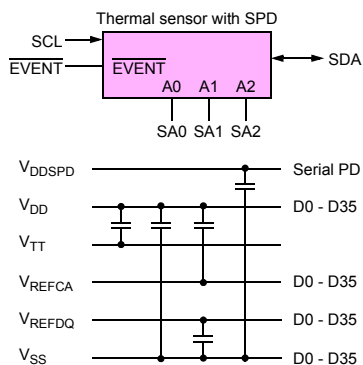 Thermal sensor with SPD
SCL
EVENT
EVENT
SDA
A0 A1 A2
SA0 SA1 SA2
VDDSPD Serial PD
VDD D0 - D35
VTT
VREFCA D0 - D35
VREFDQ D0 - D35
VSS D0 - D35